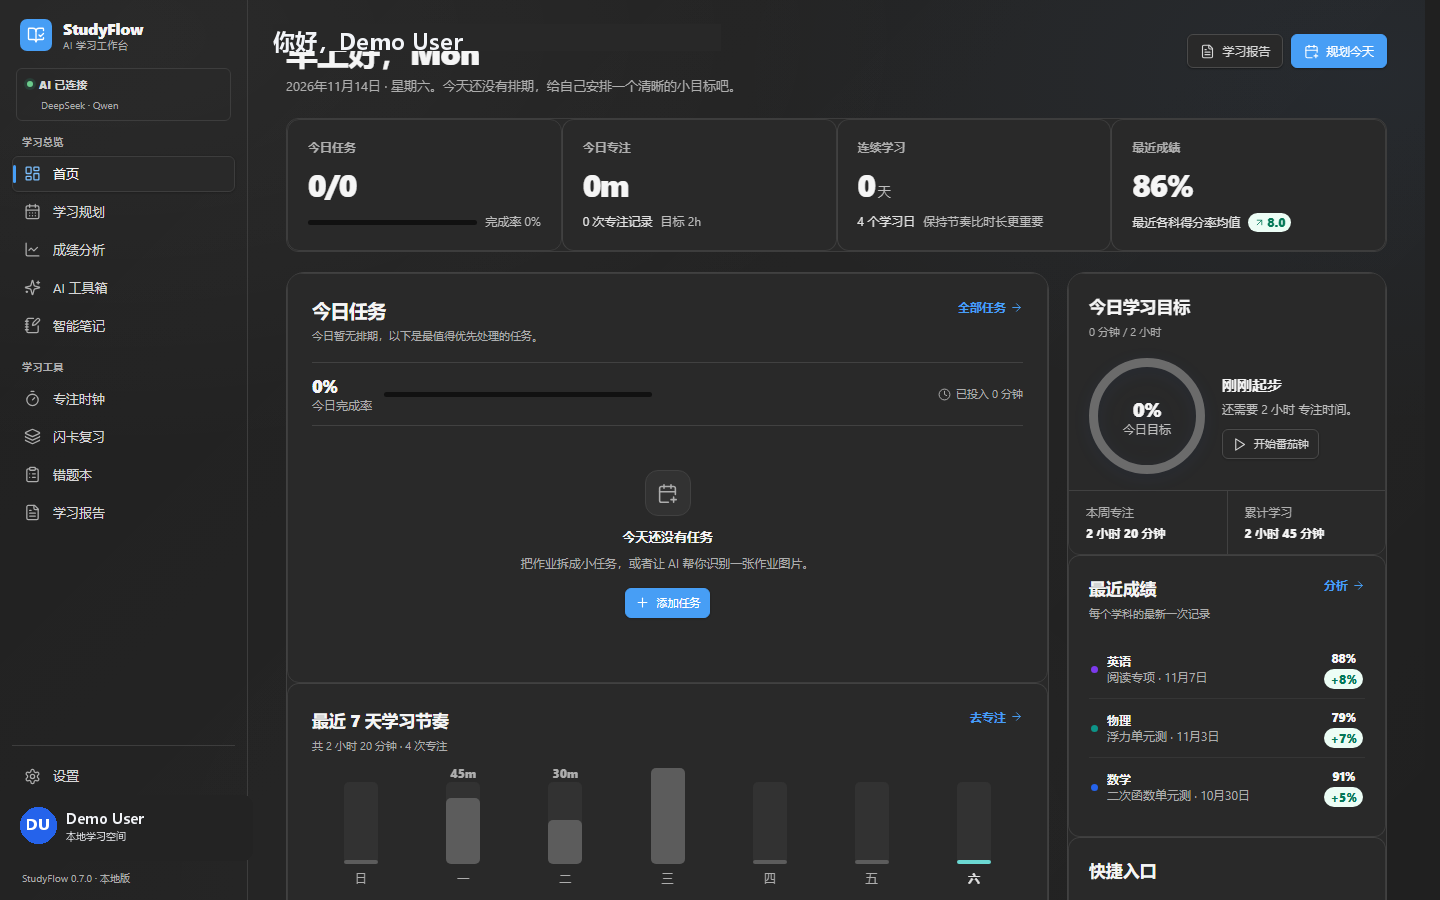 StudyFlow
AI 学习工作台
AI 已连接
DeepSeek · Qwen
学习总览
首页
学习规划
成绩分析
AI 工具箱
智能笔记
学习工具
专注时钟
闪卡复习
错题本
学习报告
设置
DU
Demo User
本地学习空间
StudyFlow 0.7.0 · 本地版
你好，Demo User
早上好，Mon
2026年11月14日 · 星期六。今天还没有排期，给自己安排一个清晰的小目标吧。
学习报告
规划今天
今日任务
0/0
完成率 0%
今日专注
0m
0 次专注记录 目标 2h
连续学习
0 天
4 个学习日 保持节奏比时长更重要
最近成绩
86%
最近各科得分率均值 8.0
今日任务
全部任务
今日暂无排期，以下是最值得优先处理的任务。
0%
今日完成率
已投入 0 分钟
今天还没有任务
把作业拆成小任务，或者让 AI 帮你识别一张作业图片。
添加任务
最近 7 天学习节奏
去专注
共 2 小时 20 分钟 · 4 次专注
45m
30m
日 一 二 三 四 五 六
今日学习目标
0 分钟 / 2 小时
0%
今日目标
刚刚起步
还需要 2 小时 专注时间。
开始番茄钟
本周专注
2 小时 20 分钟
累计学习
2 小时 45 分钟
最近成绩
分析
每个学科的最新一次记录
英语
88%
阅读专项 · 11月7日
+8%
物理
79%
浮力单元测 · 11月3日
+7%
数学
91%
二次函数单元测 · 10月30日
+5%
快捷入口